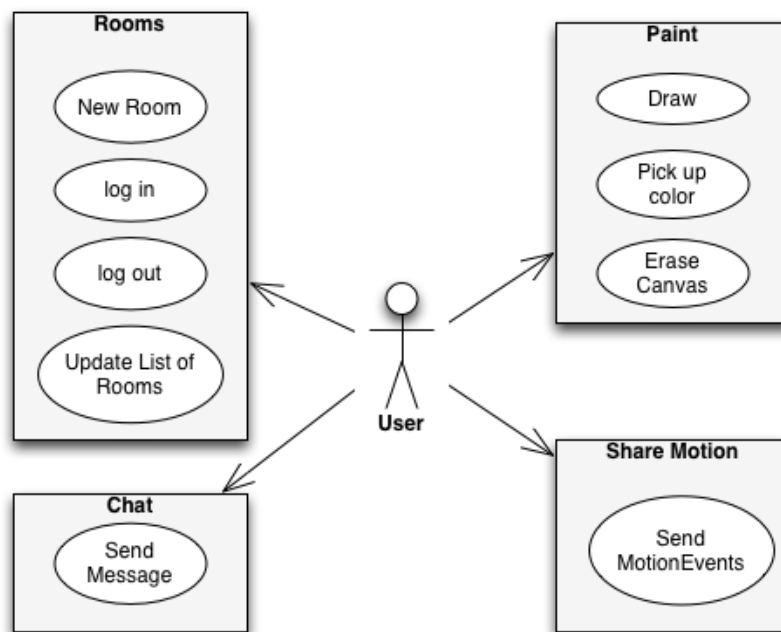 Rooms
New Room
log in
log out
Update List of
Rooms
Paint
Draw
Pick up
color
Erase
Canvas
User
Chat
Send
Message
Share Motion
Send
MotionEvents